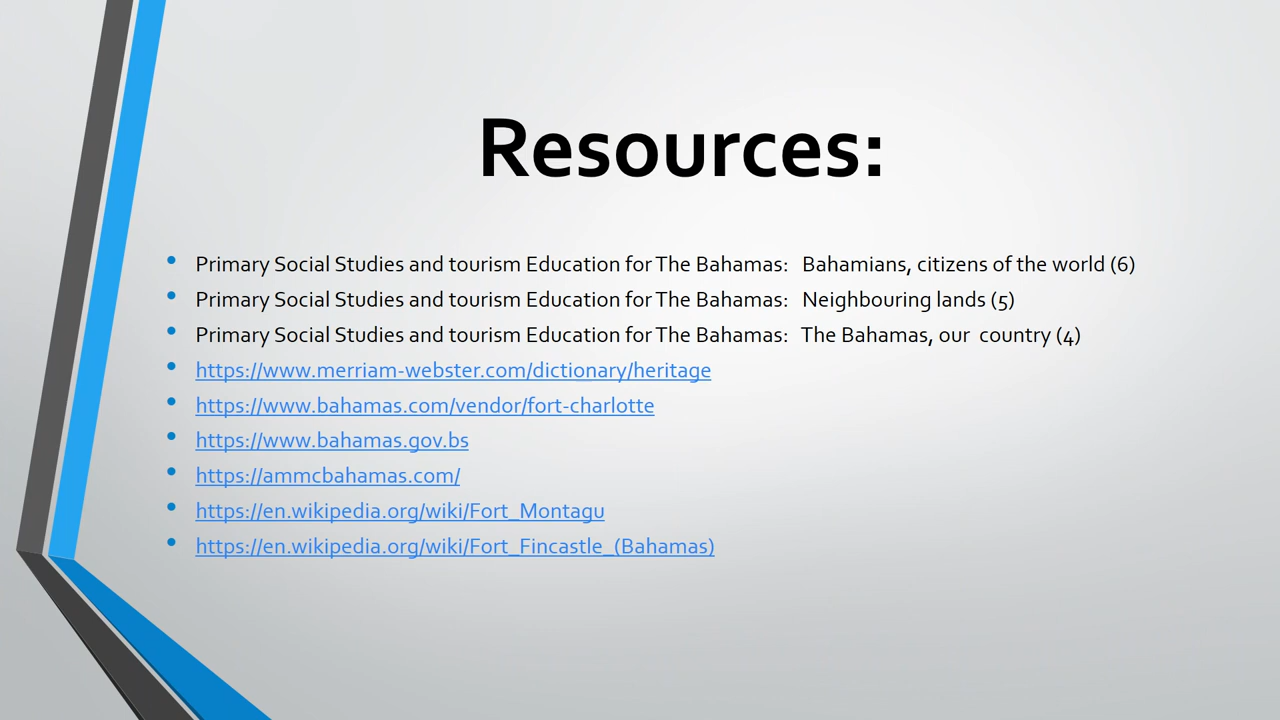 Resources:
Primary Social Studies and tourism Education for The Bahamas: Bahamians, citizens of the world (6)
Primary Social Studies and tourism Education for The Bahamas: Neighbouring lands (5)
Primary Social Studies and tourism Education for The Bahamas: The Bahamas, our country (4)
https://www.merriam-webster.com/dictionary/heritage
https://www.bahamas.com/vendor/fort-charlotte
https://www.bahamas.gov.bs
https://ammcbahamas.com/
https://en.wikipedia.org/wiki/Fort_Montagu
https://en.wikipedia.org/wiki/Fort_Fincastle_(Bahamas)